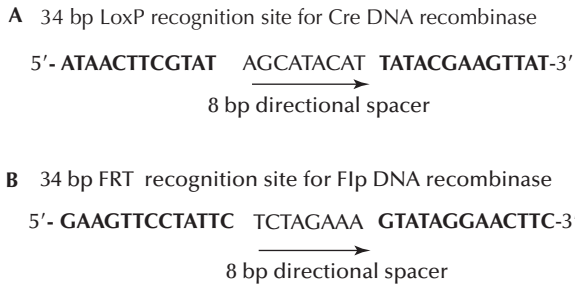 A 34 bp LoxP recognition site for Cre DNA recombinase
5′- ATAACTTCGTAT AGCATACAT TATACGAAGTTAT-3′
8 bp directional spacer
B 34 bp FRT recognition site for Flp DNA recombinase
5′- GAAGTTCCTATTC TCTAGAAA GTATAGGAACTTC-3
8 bp directional spacer